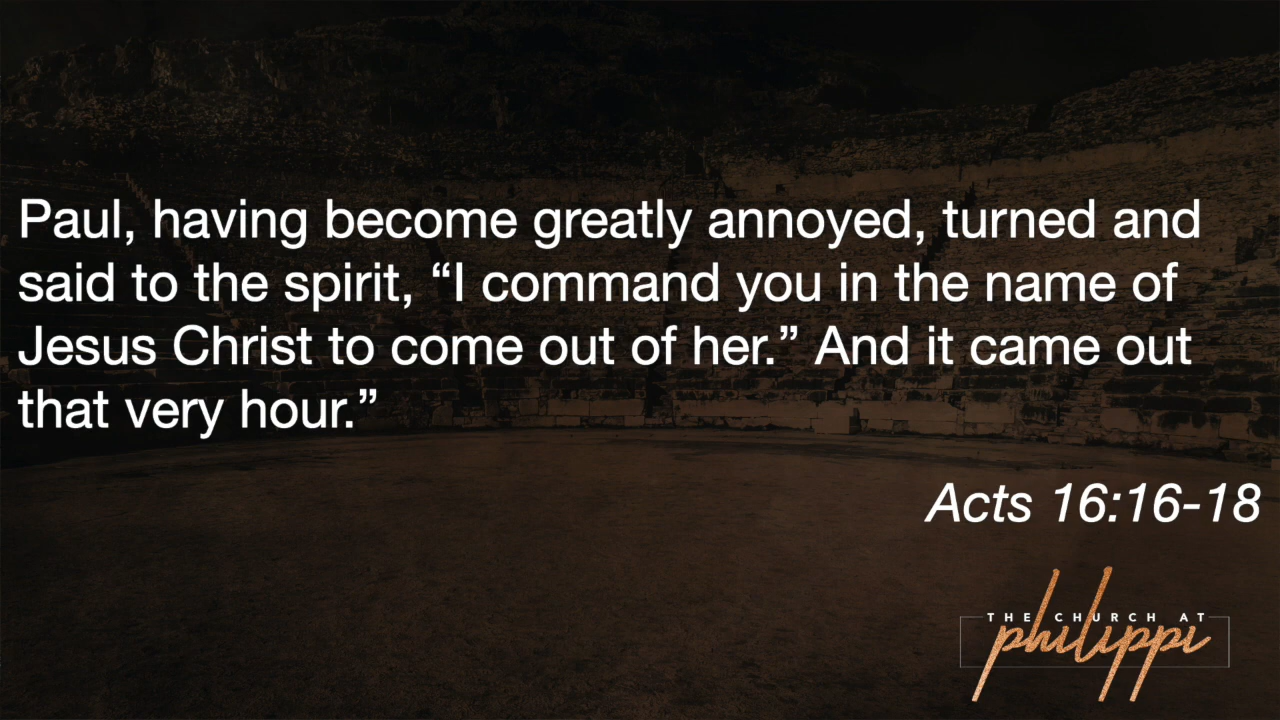 Paul, having become greatly annoyed, turned and
said to the spirit, “I command you in the name of
Jesus Christ to come out of her.” And it came out
that very hour.”
Acts 16:16-18
THE CHURCH AT
philippi